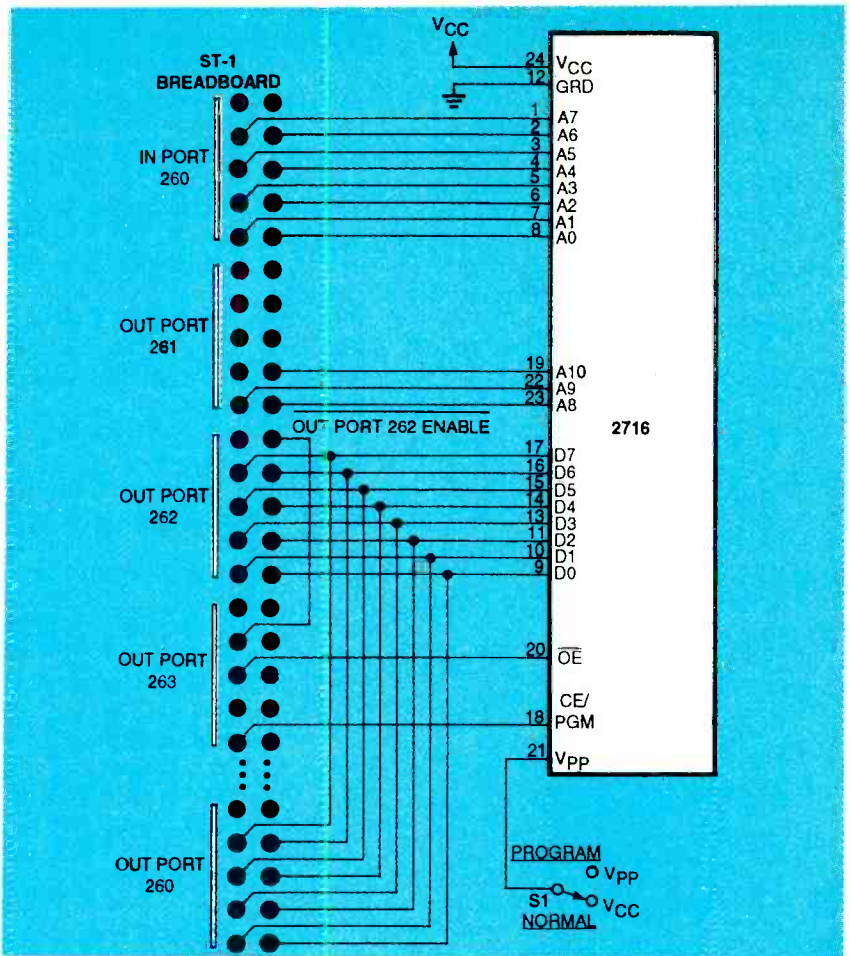 VCC
ST-1
BREADBOARD
24 VCC
12 GRD
IN PORT
260
1 A7
2 A6
3 A5
4 A4
5 A3
6 A2
7 A1
8 A0
OUT PORT
261
19 A10
22 A9
23 A8
2716
OUT PORT 262 ENABLE
OUT PORT
262
17 D7
16 D6
15 D5
14 D4
13 D3
11 D2
10 D1
9 D0
OUT PORT
263
20 OE
CE/
18 PGM
21 VPP
OUT PORT
260
PROGRAM
VPP
S1
VCC
NORMAL